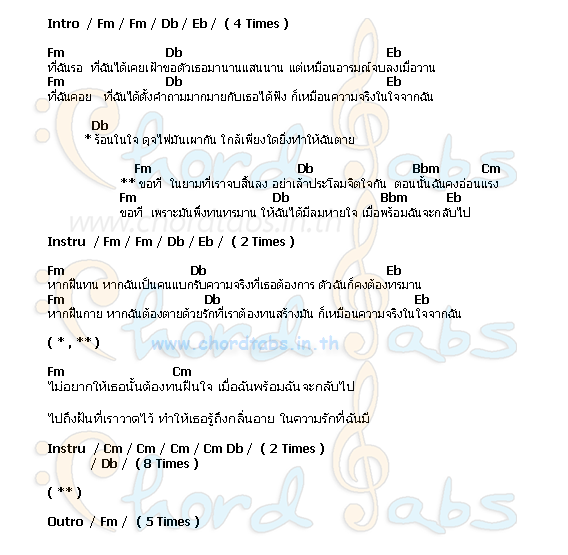 Intro / Fm / Fm / Db / Eb / ( 4 Times )
Fm Db Eb
ที่ฉันรอ ที่ฉันได้เคยเฝ้าขอตัวเธอมานานแสนนาน แต่เหมือนอารมณ์จบลงเมื่อวาน
Fm Db Eb
ที่ฉันคอย ที่ฉันได้ตั้งคำถามมากมายกับเธอได้ฟัง ก็เหมือนความจริงในใจจากฉัน
Db
* ร้อนในใจ ดุจไฟมันเผากัน ใกล้เพียงใดยิ่งทำให้ฉันตาย
Fm Db Bbm Cm
** ขอที ในยามที่เราจบสิ้นลง อย่าเล้าประโลมจิตใจกัน ตอนนั้นฉันคงอ่อนแรง
Fm Db Bbm Eb
ขอที เพราะมันพึ่งทนทรมาน ให้ฉันได้มีลมหายใจ เมื่อพร้อมฉันจะกลับไป
www.chordtabs.in.th
Instru / Fm / Fm / Db / Eb / ( 2 Times )
Fm Db Eb
หากฝืนทน หากฉันเป็นคนแบกรับความจริงที่เธอต้องการ ตัวฉันก็คงต้องทรมาน
Fm Db Eb
หากฝืนกาย หากฉันต้องตายด้วยรักที่เราต้องทนสร้างมัน ก็เหมือนความจริงในใจจากฉัน
( * , ** )
www.chordtabs.in.th
Fm Cm
ไม่อยากให้เธอนั้นต้องทนฝืนใจ เมื่อฉันพร้อมฉันจะกลับไป
ไปถึงฝันที่เราวาดไว้ ทำให้เธอรู้ถึงกลิ่นอาย ในความรักที่ฉันมี
Instru / Cm / Cm / Cm / Cm Db / ( 2 Times )
/ Db / ( 8 Times )
( ** )
Outro / Fm / ( 5 Times )
Chord Tabs
Chord Tabs